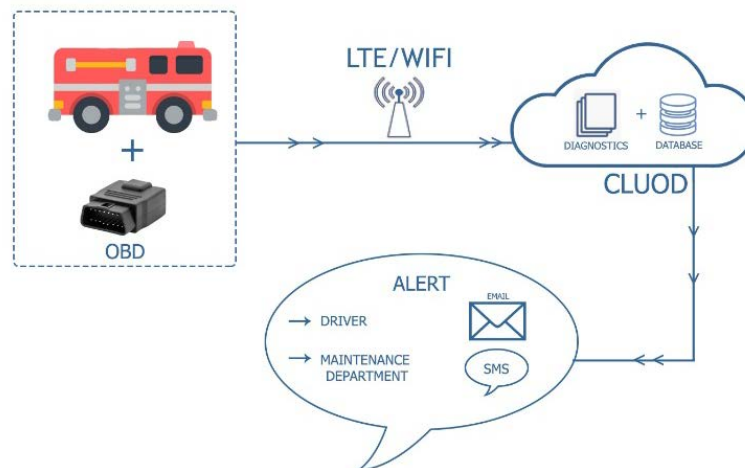 LTE/WIFI
+
OBD
DIAGNOSTICS
+
DATABASE
CLUOD
ALERT
→ DRIVER
→ MAINTENANCE
DEPARTMENT
EMAIL
SMS